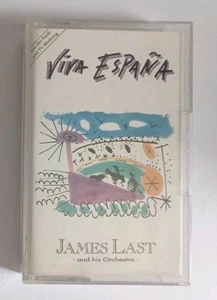 VIVA ESPAÑA
JAMES LAST
- and his Orchestra -